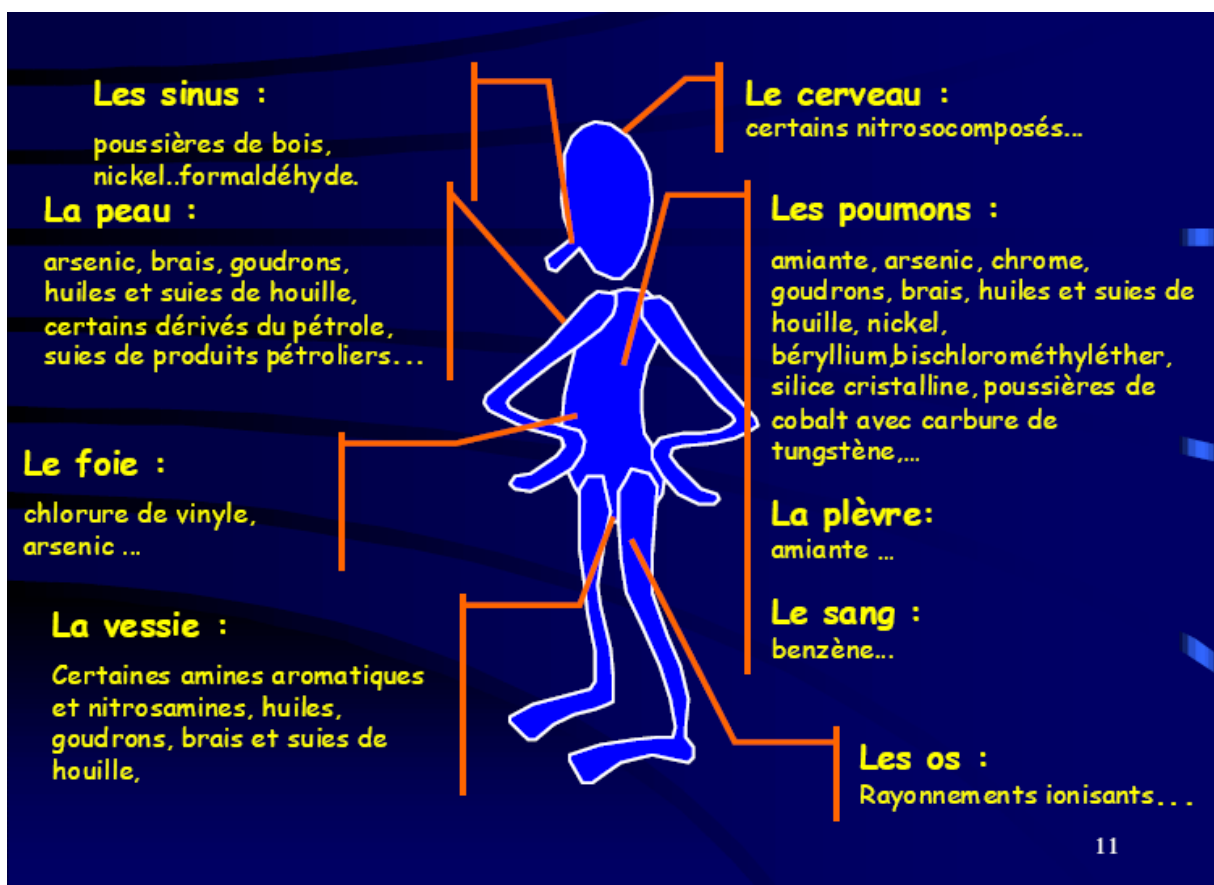 Les sinus :
poussières de bois,
nickel..formaldéhyde.
La peau :
arsenic, brais, goudrons,
huiles et suies de houille,
certains dérivés du pétrole,
suies de produits pétroliers...
Le foie :
chlorure de vinyle,
arsenic ...
La vessie :
Certaines amines aromatiques
et nitrosamines, huiles,
goudrons, brais et suies de
houille,
Le cerveau :
certains nitrosocomposés...
Les poumons :
amiante, arsenic, chrome,
goudrons, brais, huiles et suies de
houille, nickel,
béryllium,bischlorométhyléther,
silice cristalline, poussières de
cobalt avec carbure de
tungstène,...
La plèvre:
amiante ...
Le sang :
benzène...
Les os :
Rayonnements ionisants...
11